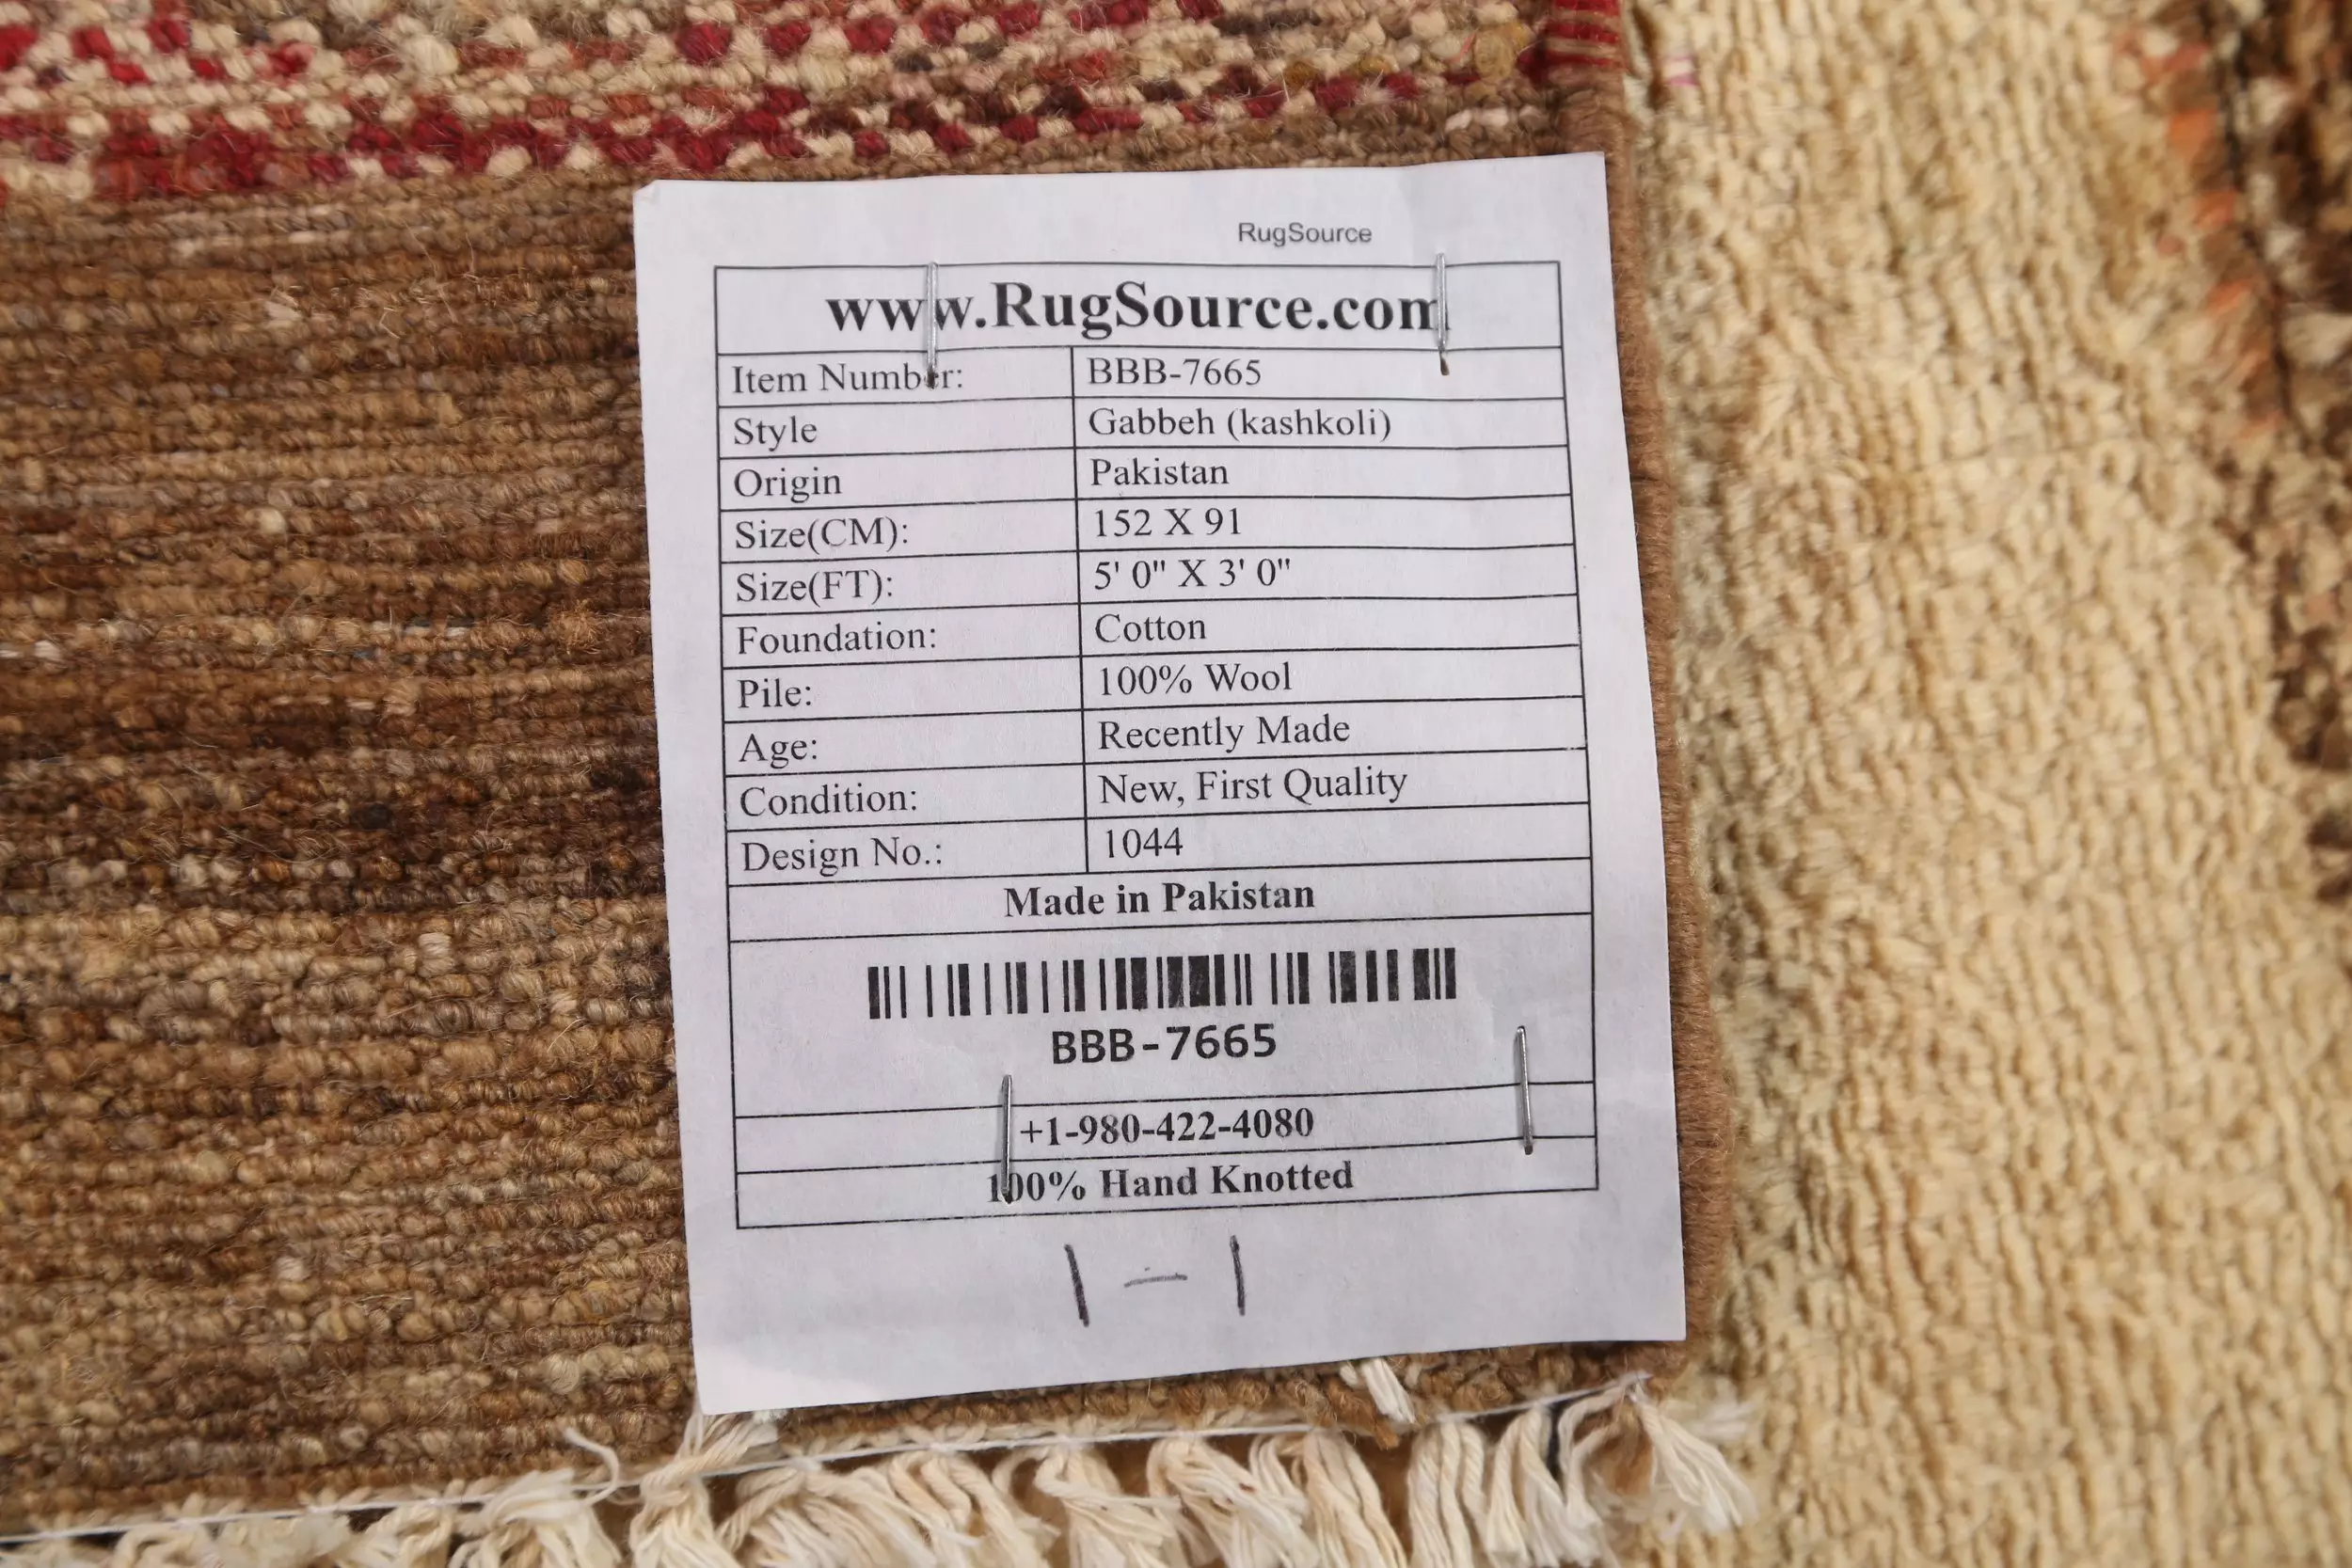 RugSource
www.RugSource.com
Item Number: BBB-7665
Style Gabbeh (kashkoli)
Origin Pakistan
Size(CM): 152 X 91
Size(FT): 5' 0" X 3' 0"
Foundation: Cotton
Pile: 100% Wool
Age: Recently Made
Condition: New, First Quality
Design No.: 1044
Made in Pakistan
BBB-7665
+1-980-422-4080
100% Hand Knotted
1-1